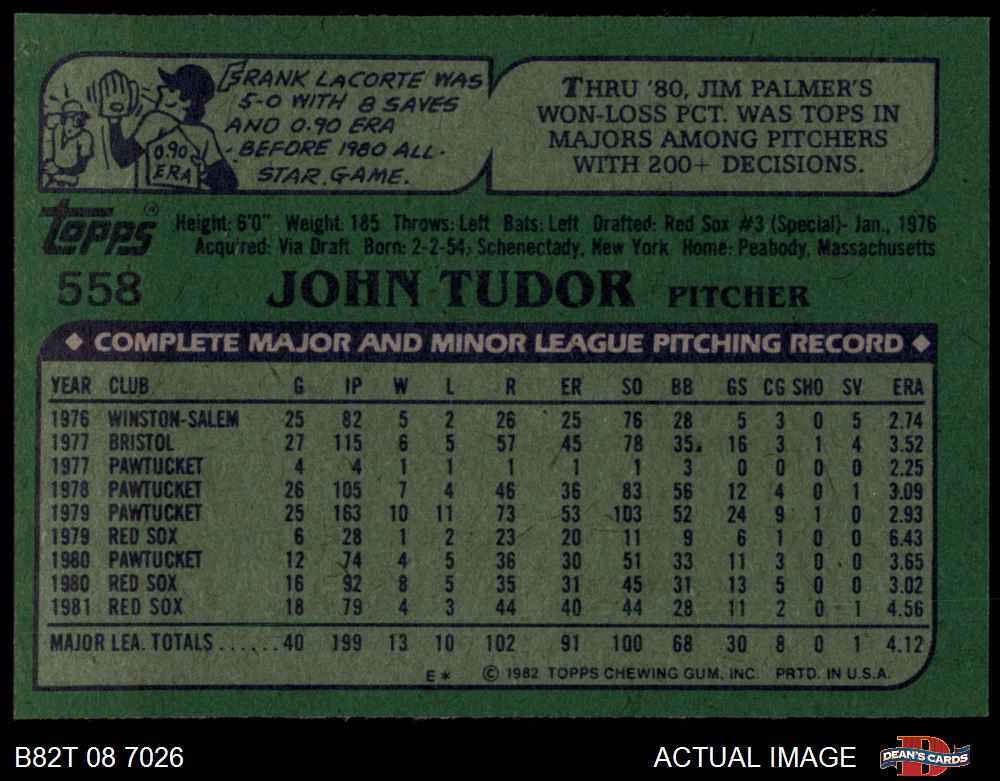 FRANK LACORTE WAS
5-0 WITH 8 SAVES
AND 0.90 ERA
BEFORE 1980 ALL-
STAR GAME.
0.90
ERA
THRU '80, JIM PALMER'S
WON-LOSS PCT. WAS TOPS IN
MAJORS AMONG PITCHERS
WITH 200+ DECISIONS.
TOPPS®
Height: 6'0" Weight: 185 Throws: Left Bats: Left Drafted: Red Sox #3 (Special)- Jan., 1976
Acquired: Via Draft Born: 2-2-54, Schenectady, New York Home: Peabody, Massachusetts
558 JOHN TUDOR PITCHER
◆ COMPLETE MAJOR AND MINOR LEAGUE PITCHING RECORD ◆
YEAR CLUB G IP W L R ER SO BB GS CG SHO SV ERA
1976 WINSTON-SALEM 25 82 5 2 26 25 76 28 5 3 0 5 2.74
1977 BRISTOL 27 115 6 5 57 45 78 35 16 3 1 4 3.52
1977 PAWTUCKET 4 4 1 1 1 1 1 3 0 0 0 0 2.25
1978 PAWTUCKET 26 105 7 4 46 36 83 56 12 4 0 1 3.09
1979 PAWTUCKET 25 163 10 11 73 53 103 52 24 9 1 0 2.93
1979 RED SOX 6 28 1 2 23 20 11 9 6 1 0 0 6.43
1980 PAWTUCKET 12 74 4 5 36 30 51 33 11 3 0 0 3.65
1980 RED SOX 16 92 8 5 35 31 45 31 13 5 0 0 3.02
1981 RED SOX 18 79 4 3 44 40 44 28 11 2 0 1 4.56
MAJOR LEA. TOTALS......40 199 13 10 102 91 100 68 30 8 0 1 4.12
E* © 1982 TOPPS CHEWING GUM, INC. PRTD. IN U.S.A.
B82T 08 7026 ACTUAL IMAGE DEAN'S CARDS